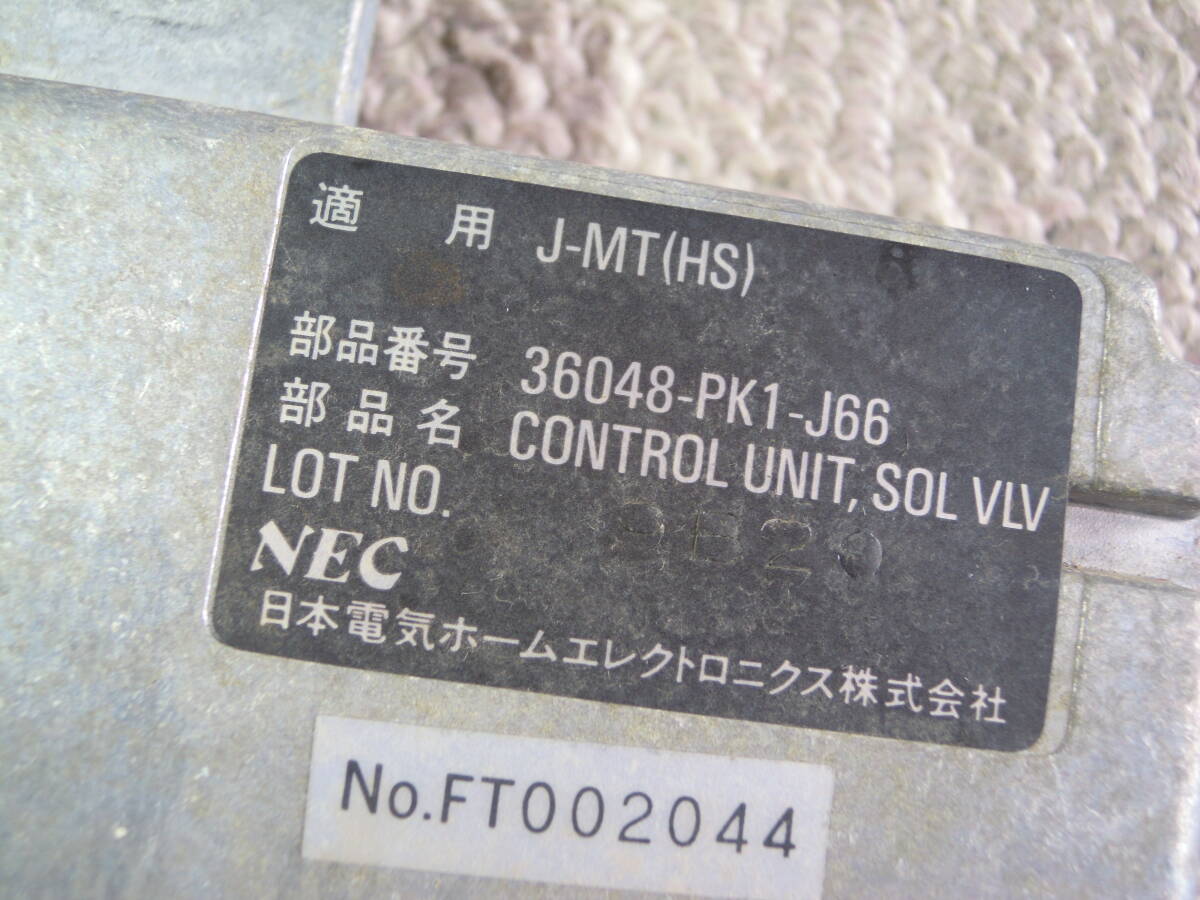 適 用 J-MT(HS)
部品番号 36048-PK1-J66
部品名 CONTROL UNIT, SOL VLV
LOT NO.
NEC
日本電気ホームエレクトロニクス株式会社
No.FT002044